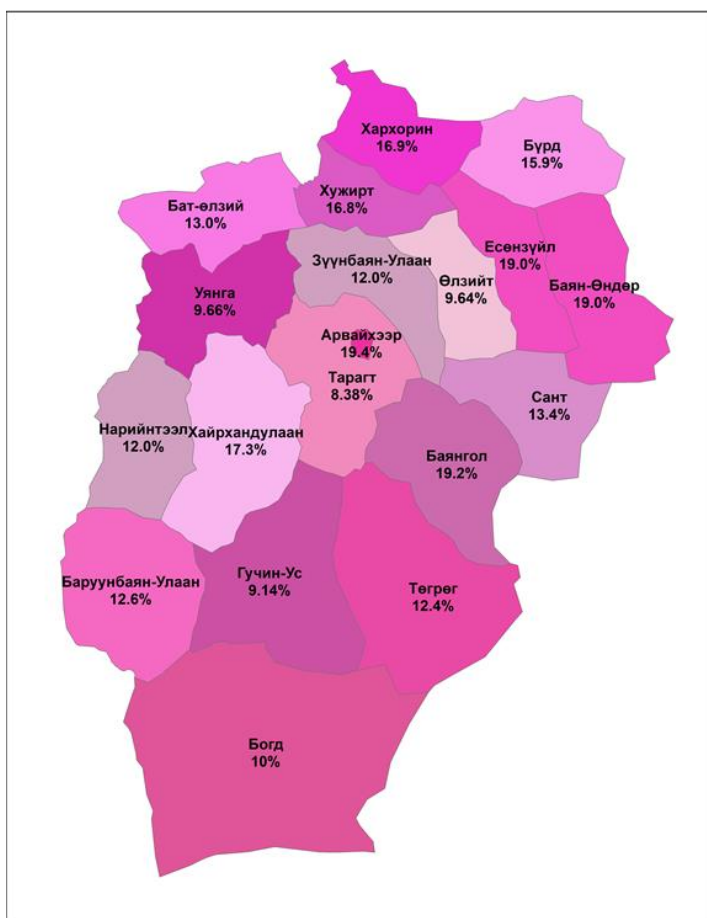 Хархорин
16.9%
Бүрд
15.9%
Хужирт
16.8%
Бат-өлзий
13.0%
Есөнзүйл
19.0%
Зүүнбаян-Улаан
12.0%
Өлзийт
9.64%
Баян-Өндөр
19.0%
Уянга
9.66%
Арвайхээр
19.4%
Тарагт
8.38%
Сант
13.4%
Нарийнтээл
12.0%
Хайрхандулаан
17.3%
Баянгол
19.2%
Баруунбаян-Улаан
12.6%
Гучин-Ус
9.14%
Төгрөг
12.4%
Богд
10%